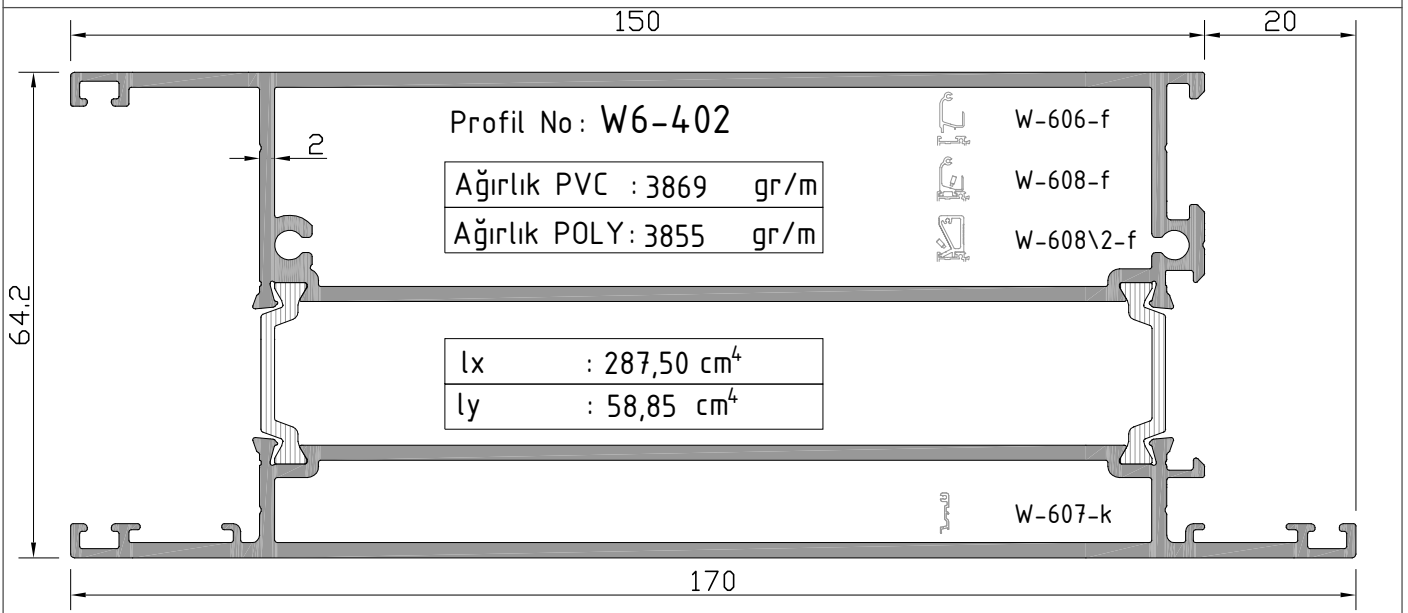 150
20
Profil No: W6-402
W-606-f
2
Ağırlık PVC : 3869 gr/m
W-608-f
Ağırlık POLY: 3855 gr/m
W-608\2-f
64.2
lx : 287,50 cm⁴
ly : 58,85 cm⁴
W-607-k
170